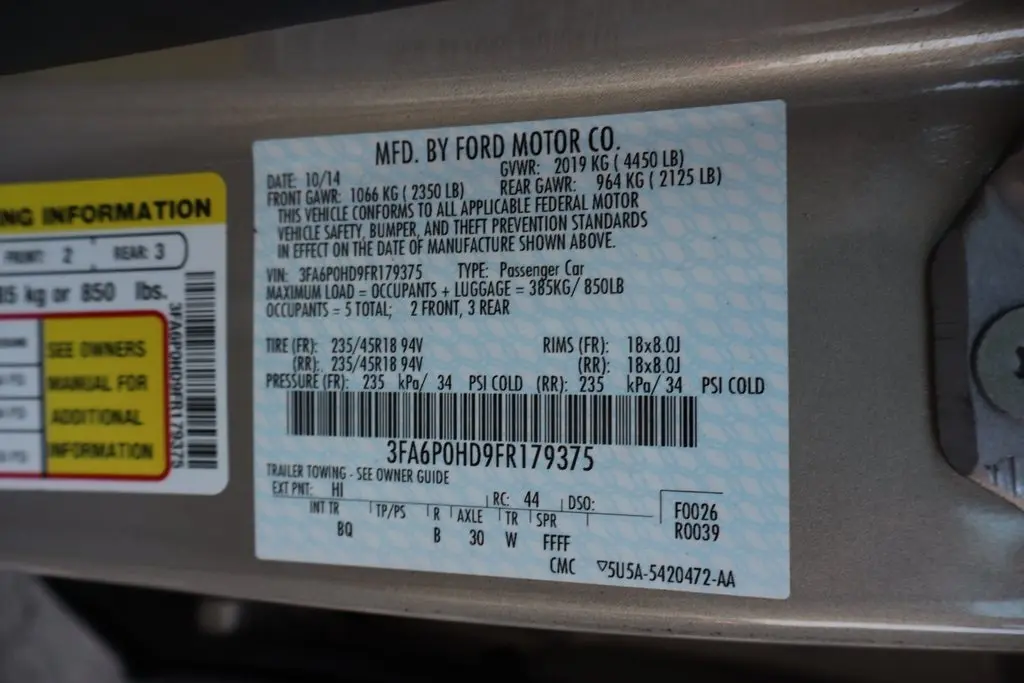 MFD. BY FORD MOTOR CO.
DATE: 10/14 GVWR: 2019 KG ( 4450 LB)
FRONT GAWR: 1066 KG ( 2350 LB) REAR GAWR: 964 KG ( 2125 LB)
THIS VEHICLE CONFORMS TO ALL APPLICABLE FEDERAL MOTOR
VEHICLE SAFETY, BUMPER, AND THEFT PREVENTION STANDARDS
IN EFFECT ON THE DATE OF MANUFACTURE SHOWN ABOVE.
VIN: 3FA6P0HD9FR179375 TYPE: Passenger Car
MAXIMUM LOAD = OCCUPANTS + LUGGAGE = 385KG/ 850LB
OCCUPANTS = 5 TOTAL; 2 FRONT, 3 REAR
TIRE (FR): 235/45R18 94V RIMS (FR): 18x8.0J
(RR): 235/45R18 94V (RR): 18x8.0J
PRESSURE (FR): 235 kPa/ 34 PSI COLD (RR): 235 kPa/ 34 PSI COLD
3FA6P0HD9FR179375
TRAILER TOWING - SEE OWNER GUIDE
EXT PNT: HI RC: 44 DSO: F0026
INT TR TP/PS R AXLE TR SPR R0039
BQ B 30 W FFFF
CMC ▽5U5A-5420472-AA
INFORMATION
FRONT: 2 REAR: 3
kg or 850 lbs.
SEE OWNERS
MANUAL FOR
ADDITIONAL
INFORMATION
3FA6P0HD9FR179375